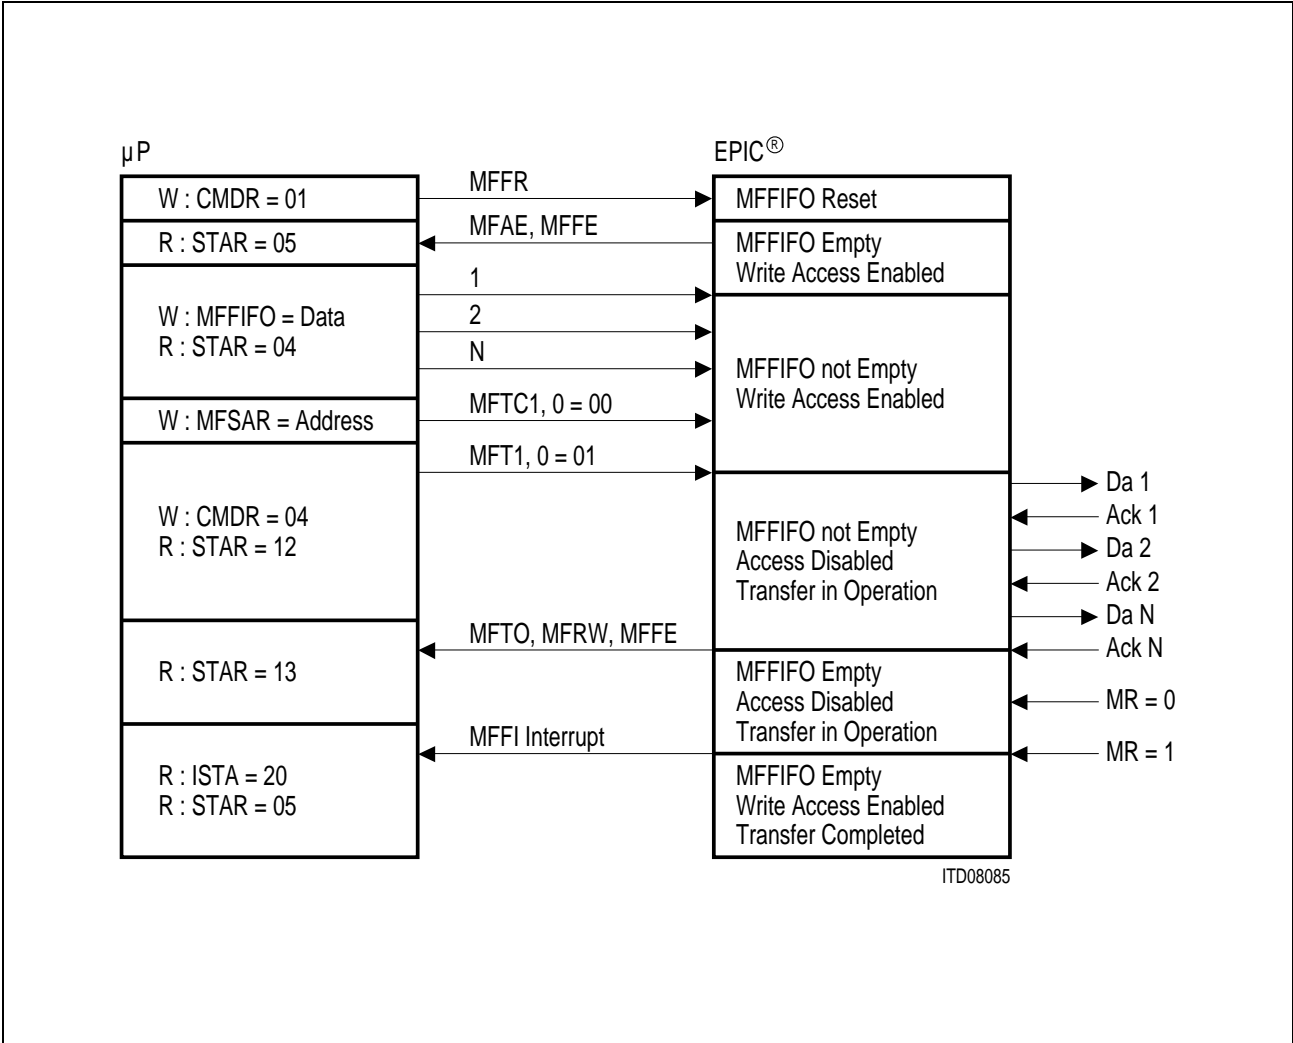 µP
EPIC®
W : CMDR = 01
MFFR
MFFIFO Reset
R : STAR = 05
MFAE, MFFE
MFFIFO Empty
Write Access Enabled
W : MFFIFO = Data
R : STAR = 04
1
2
N
MFFIFO not Empty
Write Access Enabled
W : MFSAR = Address
MFTC1, 0 = 00
MFT1, 0 = 01
W : CMDR = 04
R : STAR = 12
MFFIFO not Empty
Access Disabled
Transfer in Operation
Da 1
Ack 1
Da 2
Ack 2
Da N
Ack N
R : STAR = 13
MFTO, MFRW, MFFE
MFFIFO Empty
Access Disabled
Transfer in Operation
MR = 0
MR = 1
R : ISTA = 20
R : STAR = 05
MFFI Interrupt
MFFIFO Empty
Write Access Enabled
Transfer Completed
ITD08085